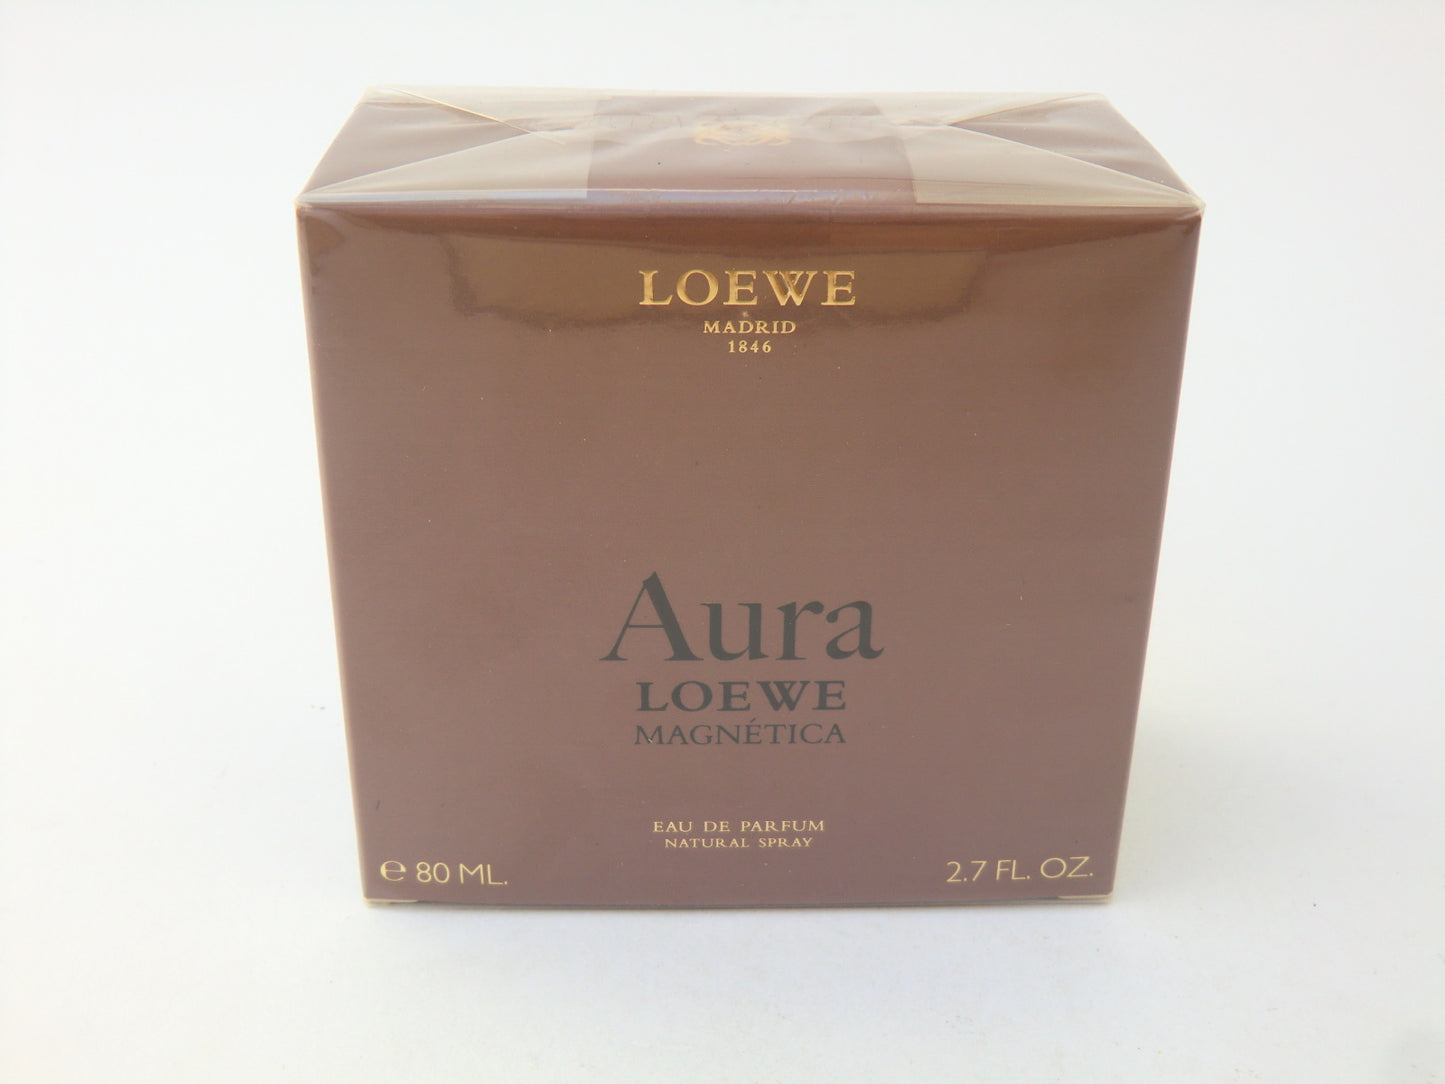 LOEWE
MADRID
1846
Aura
LOEWE
MAGNÉTICA
EAU DE PARFUM
NATURAL SPRAY
℮ 80 ML.
2.7 FL. OZ.